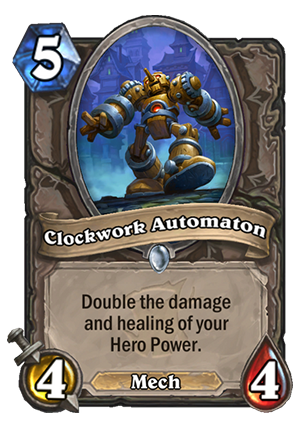 5
Clockwork Automaton
Double the damage
and healing of your
Hero Power.
4
Mech
4